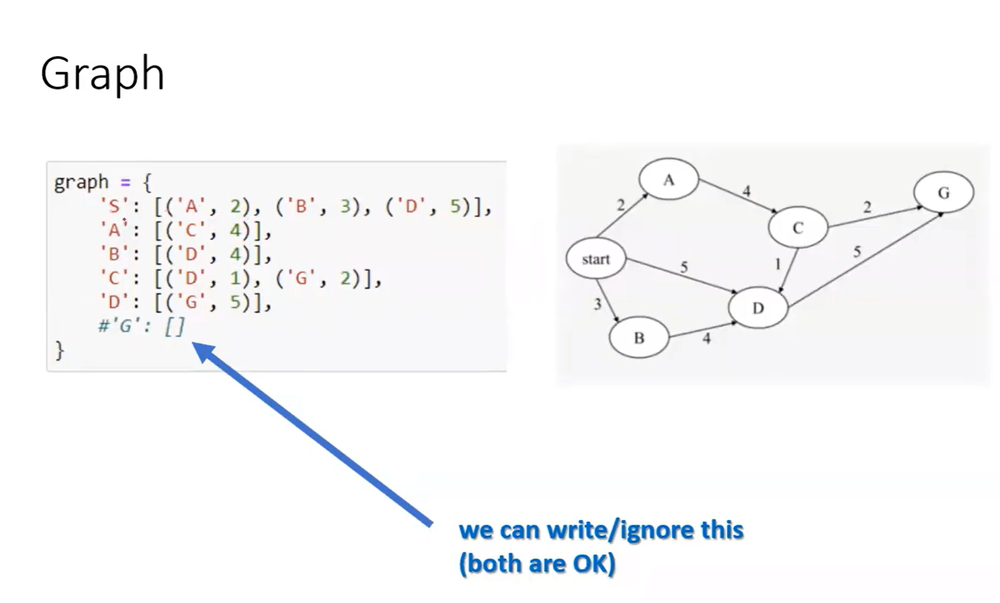 Graph
graph = {
'S': [('A', 2), ('B', 3), ('D', 5)],
'A': [('C', 4)],
'B': [('D', 4)],
'C': [('D', 1), ('G', 2)],
'D': [('G', 5)],
#'G': []
}
A
4
G
2
2
C
start
5
1
5
3
D
B
4
we can write/ignore this
(both are OK)